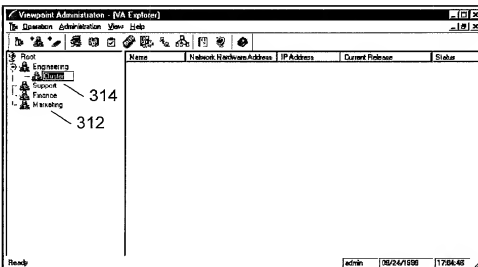 Viewpoint Administration - [VA Explorer]
Operation Administration View Help
Name Network Hardware Address IP Address Current Release Status
Root
Engineering
Cluster
Support
Finance
Marketing
314
312
Ready admin 09/24/1998 17:04:46